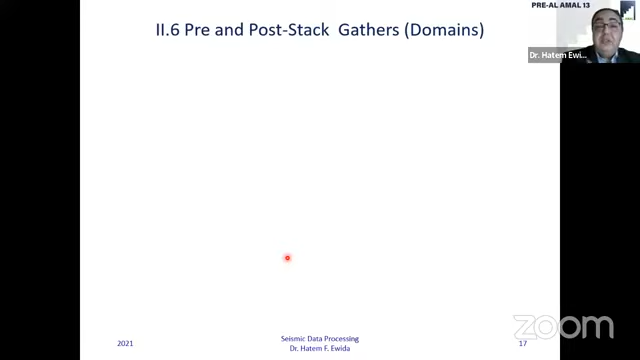 II.6 Pre and Post-Stack Gathers (Domains)
PRE-AL AMAL 13
Dr. Hatem Ewi...
2021
Seismic Data Processing
Dr. Hatem F. Ewida
17
zoom